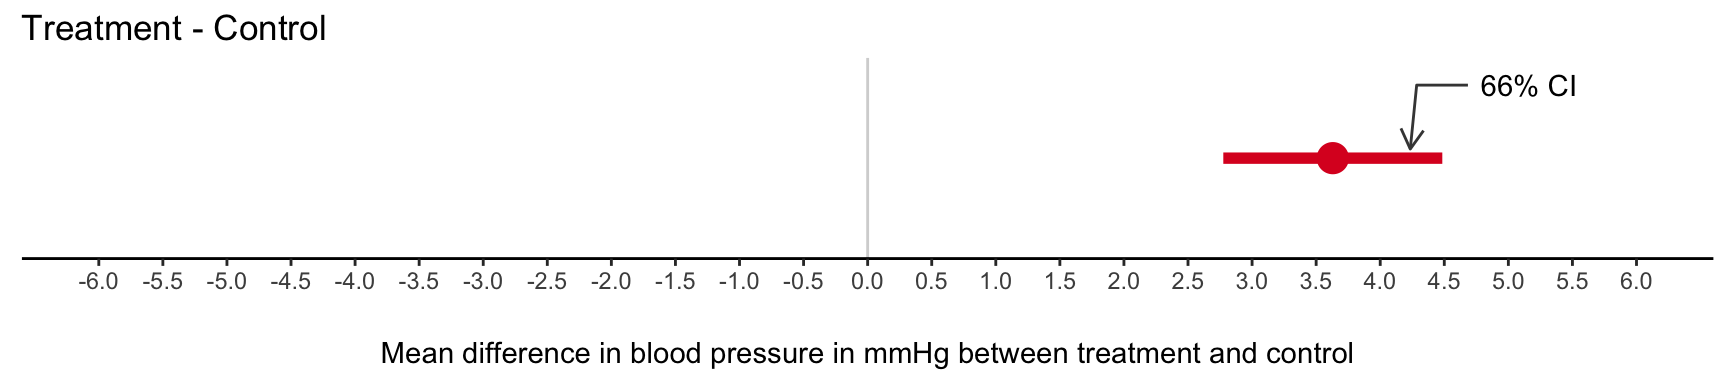 Treatment - Control
66% CI
-6.0 -5.5 -5.0 -4.5 -4.0 -3.5 -3.0 -2.5 -2.0 -1.5 -1.0 -0.5 0.0 0.5 1.0 1.5 2.0 2.5 3.0 3.5 4.0 4.5 5.0 5.5 6.0
Mean difference in blood pressure in mmHg between treatment and control